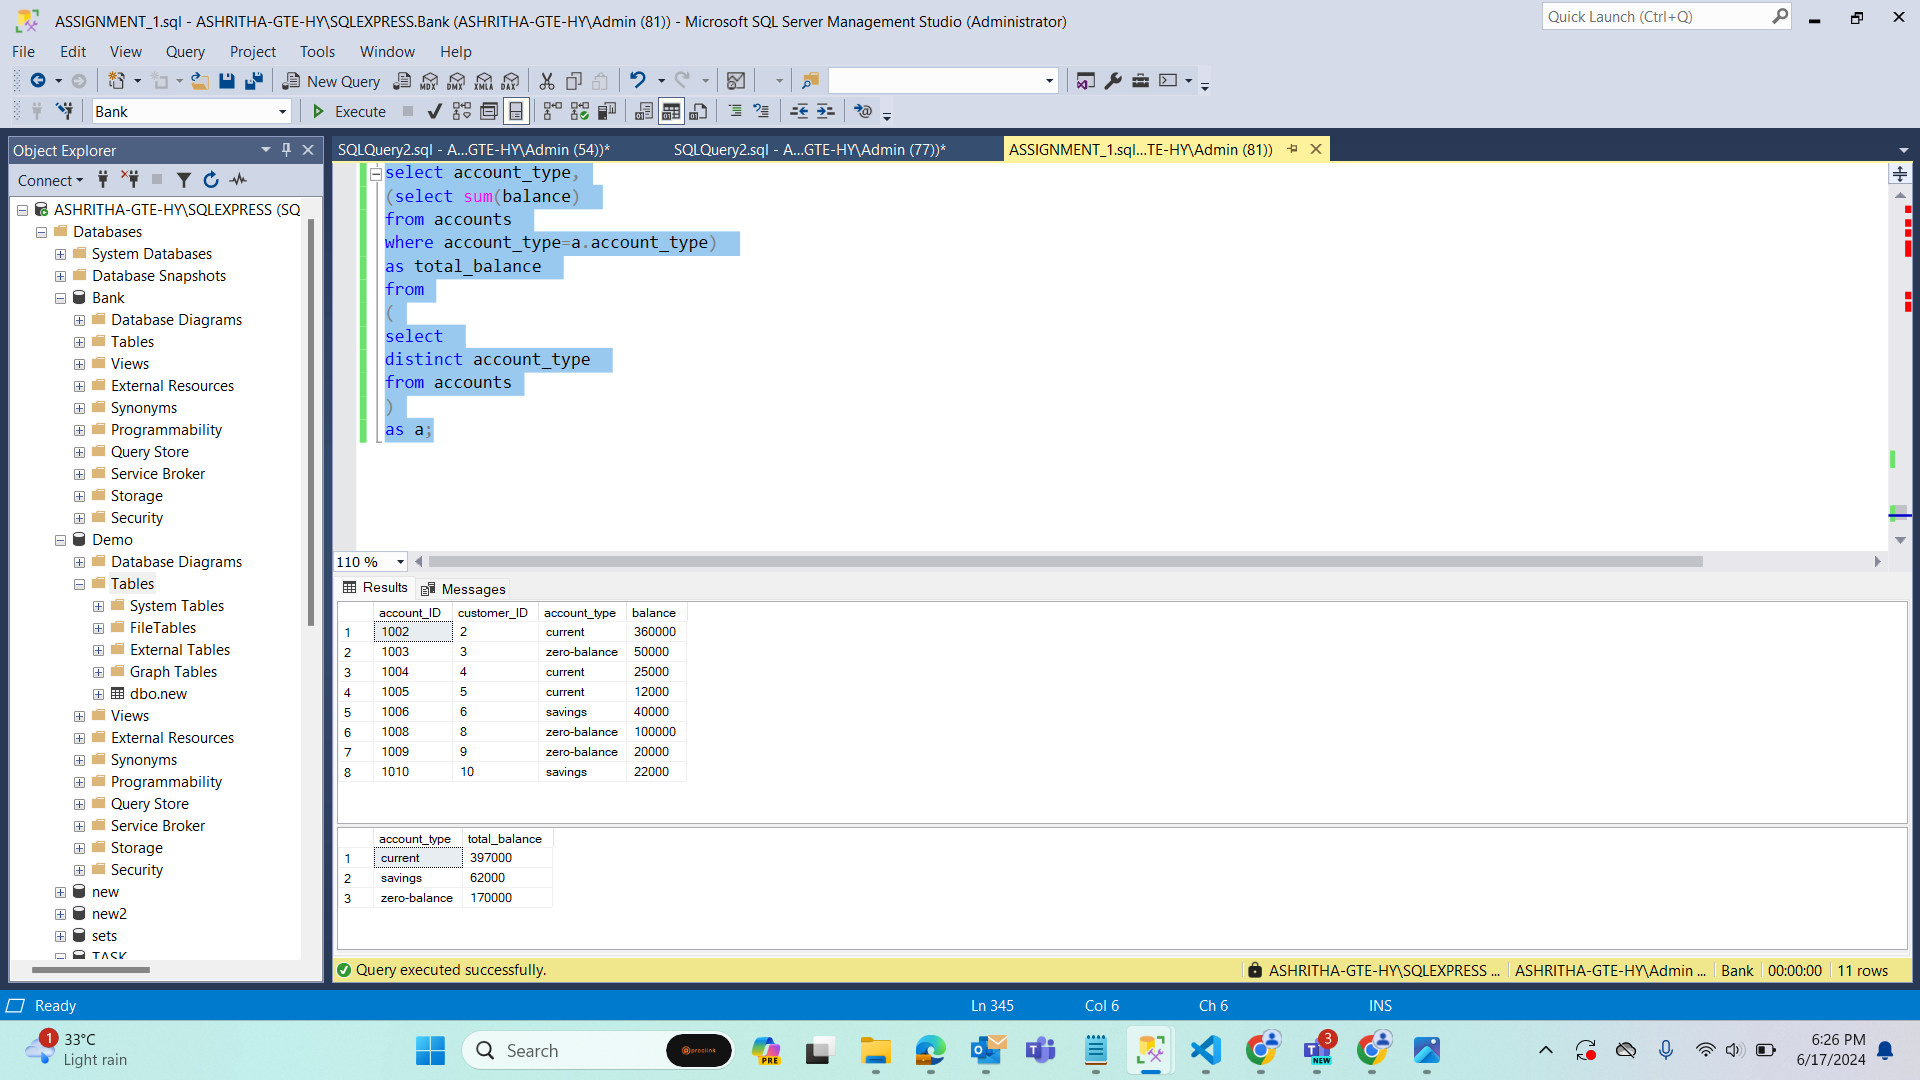 ASSIGNMENT_1.sql - ASHRITHA-GTE-HY\SQLEXPRESS.Bank (ASHRITHA-GTE-HY\Admin (81)) - Microsoft SQL Server Management Studio (Administrator)
Quick Launch (Ctrl+Q)
File Edit View Query Project Tools Window Help
New Query MDX DMX XMLA DAX
Bank Execute
Object Explorer
SQLQuery2.sql - A...GTE-HY\Admin (54))* SQLQuery2.sql - A...GTE-HY\Admin (77))* ASSIGNMENT_1.sql...TE-HY\Admin (81))
Connect
ASHRITHA-GTE-HY\SQLEXPRESS (SQ
Databases
System Databases
Database Snapshots
Bank
Database Diagrams
Tables
Views
External Resources
Synonyms
Programmability
Query Store
Service Broker
Storage
Security
Demo
Database Diagrams
Tables
System Tables
FileTables
External Tables
Graph Tables
dbo.new
Views
External Resources
Synonyms
Programmability
Query Store
Service Broker
Storage
Security
new
new2
sets
TASK
select account_type,
(select sum(balance)
from accounts
where account_type=a.account_type)
as total_balance
from
(
select
distinct account_type
from accounts
)
as a;
110 %
Results Messages
account_ID customer_ID account_type balance
1 1002 2 current 360000
2 1003 3 zero-balance 50000
3 1004 4 current 25000
4 1005 5 current 12000
5 1006 6 savings 40000
6 1008 8 zero-balance 100000
7 1009 9 zero-balance 20000
8 1010 10 savings 22000
account_type total_balance
1 current 397000
2 savings 62000
3 zero-balance 170000
Query executed successfully. ASHRITHA-GTE-HY\SQLEXPRESS ... ASHRITHA-GTE-HY\Admin ... Bank 00:00:00 11 rows
Ready Ln 345 Col 6 Ch 6 INS
1 33°C
Light rain
Search
prooclink
PRE
NEW
3
6:26 PM
6/17/2024